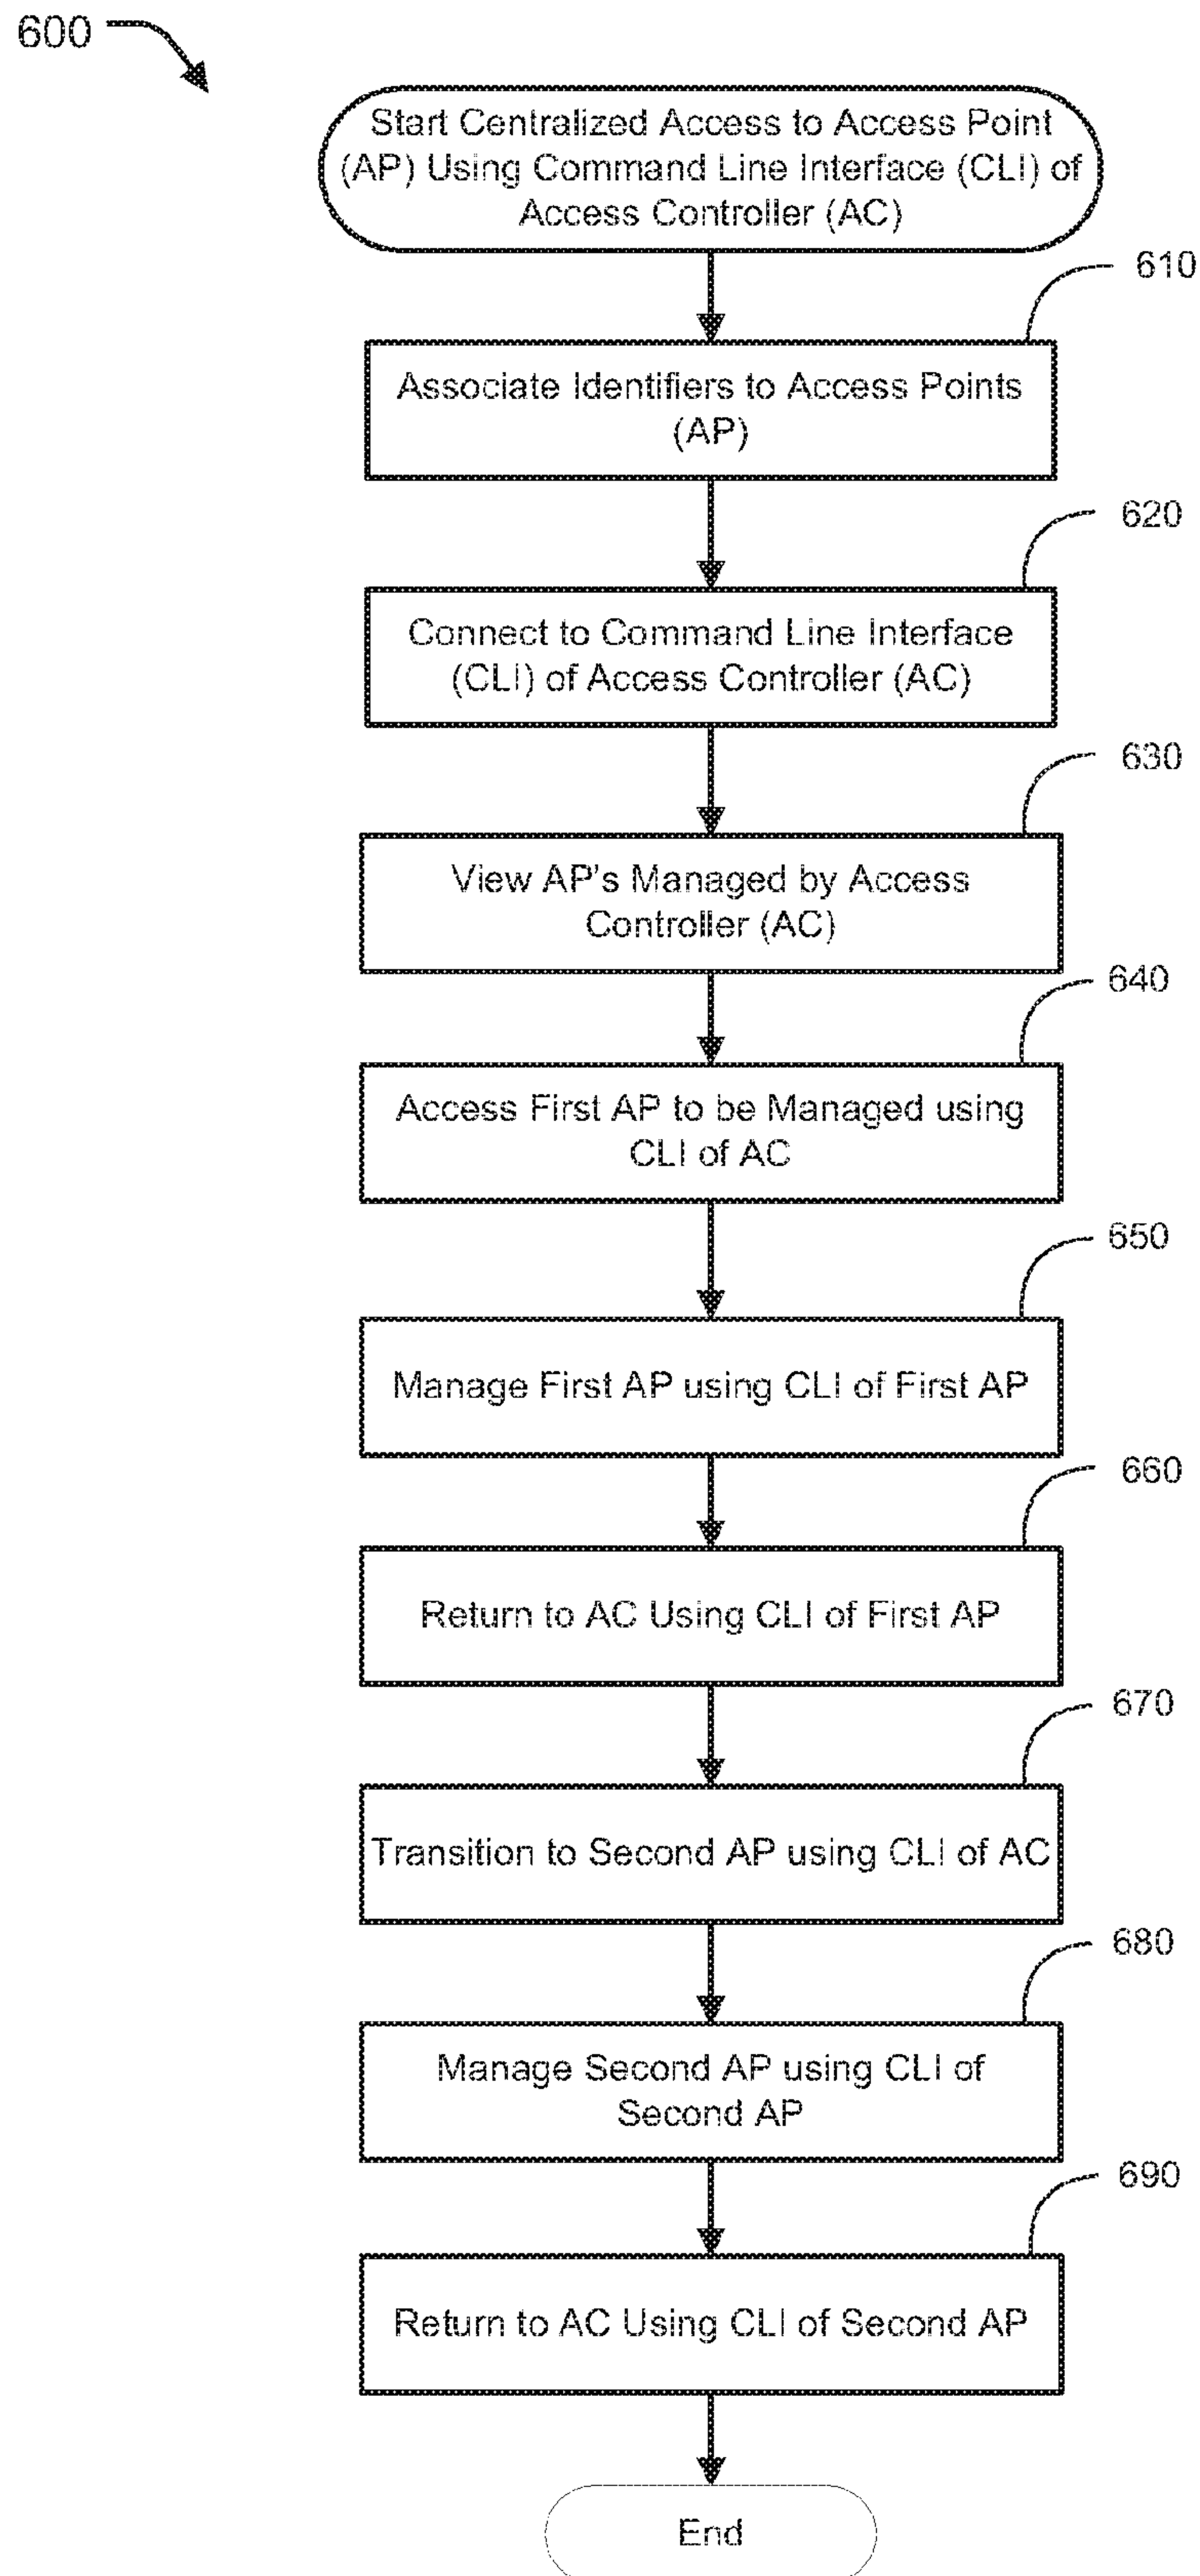 600
Start Centralized Access to Access Point
(AP) Using Command Line Interface (CLI) of
Access Controller (AC)
610
Associate Identifiers to Access Points
(AP)
620
Connect to Command Line Interface
(CLI) of Access Controller (AC)
630
View AP's Managed by Access
Controller (AC)
640
Access First AP to be Managed using
CLI of AC
650
Manage First AP using CLI of First AP
660
Return to AC Using CLI of First AP
670
Transition to Second AP using CLI of AC
680
Manage Second AP using CLI of
Second AP
690
Return to AC Using CLI of Second AP
End